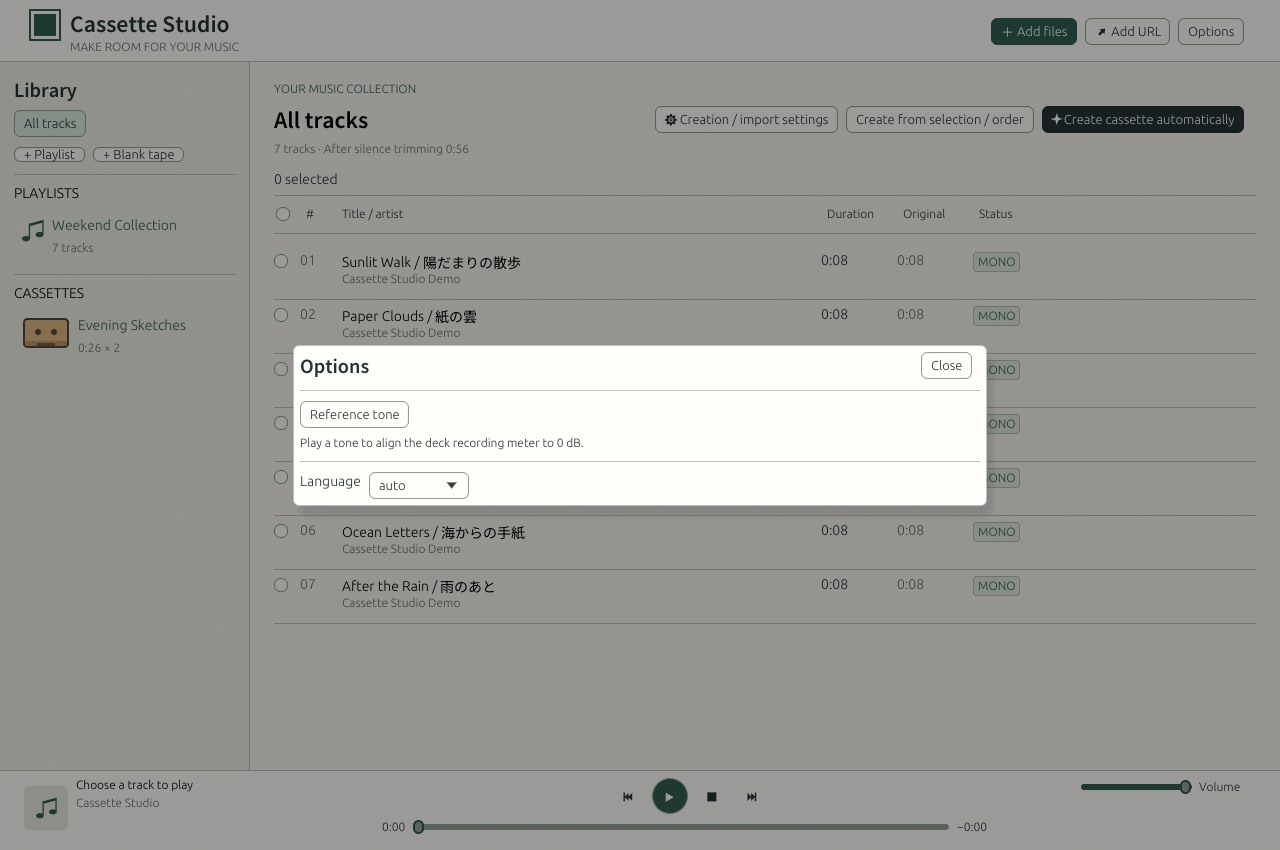 Cassette Studio
MAKE ROOM FOR YOUR MUSIC
+ Add files
Add URL
Options
Library
All tracks
+ Playlist
+ Blank tape
PLAYLISTS
Weekend Collection
7 tracks
CASSETTES
Evening Sketches
0:26 × 2
YOUR MUSIC COLLECTION
All tracks
Creation / import settings
Create from selection / order
Create cassette automatically
7 tracks · After silence trimming 0:56
0 selected
# Title / artist Duration Original Status
01 Sunlit Walk / 陽だまりの散歩 0:08 0:08 MONO
Cassette Studio Demo
02 Paper Clouds / 紙の雲 0:08 0:08 MONO
Cassette Studio Demo
Options
Close
Reference tone
Play a tone to align the deck recording meter to 0 dB.
Language auto
06 Ocean Letters / 海からの手紙 0:08 0:08 MONO
Cassette Studio Demo
07 After the Rain / 雨のあと 0:08 0:08 MONO
Cassette Studio Demo
Choose a track to play
Cassette Studio
0:00
−0:00
Volume